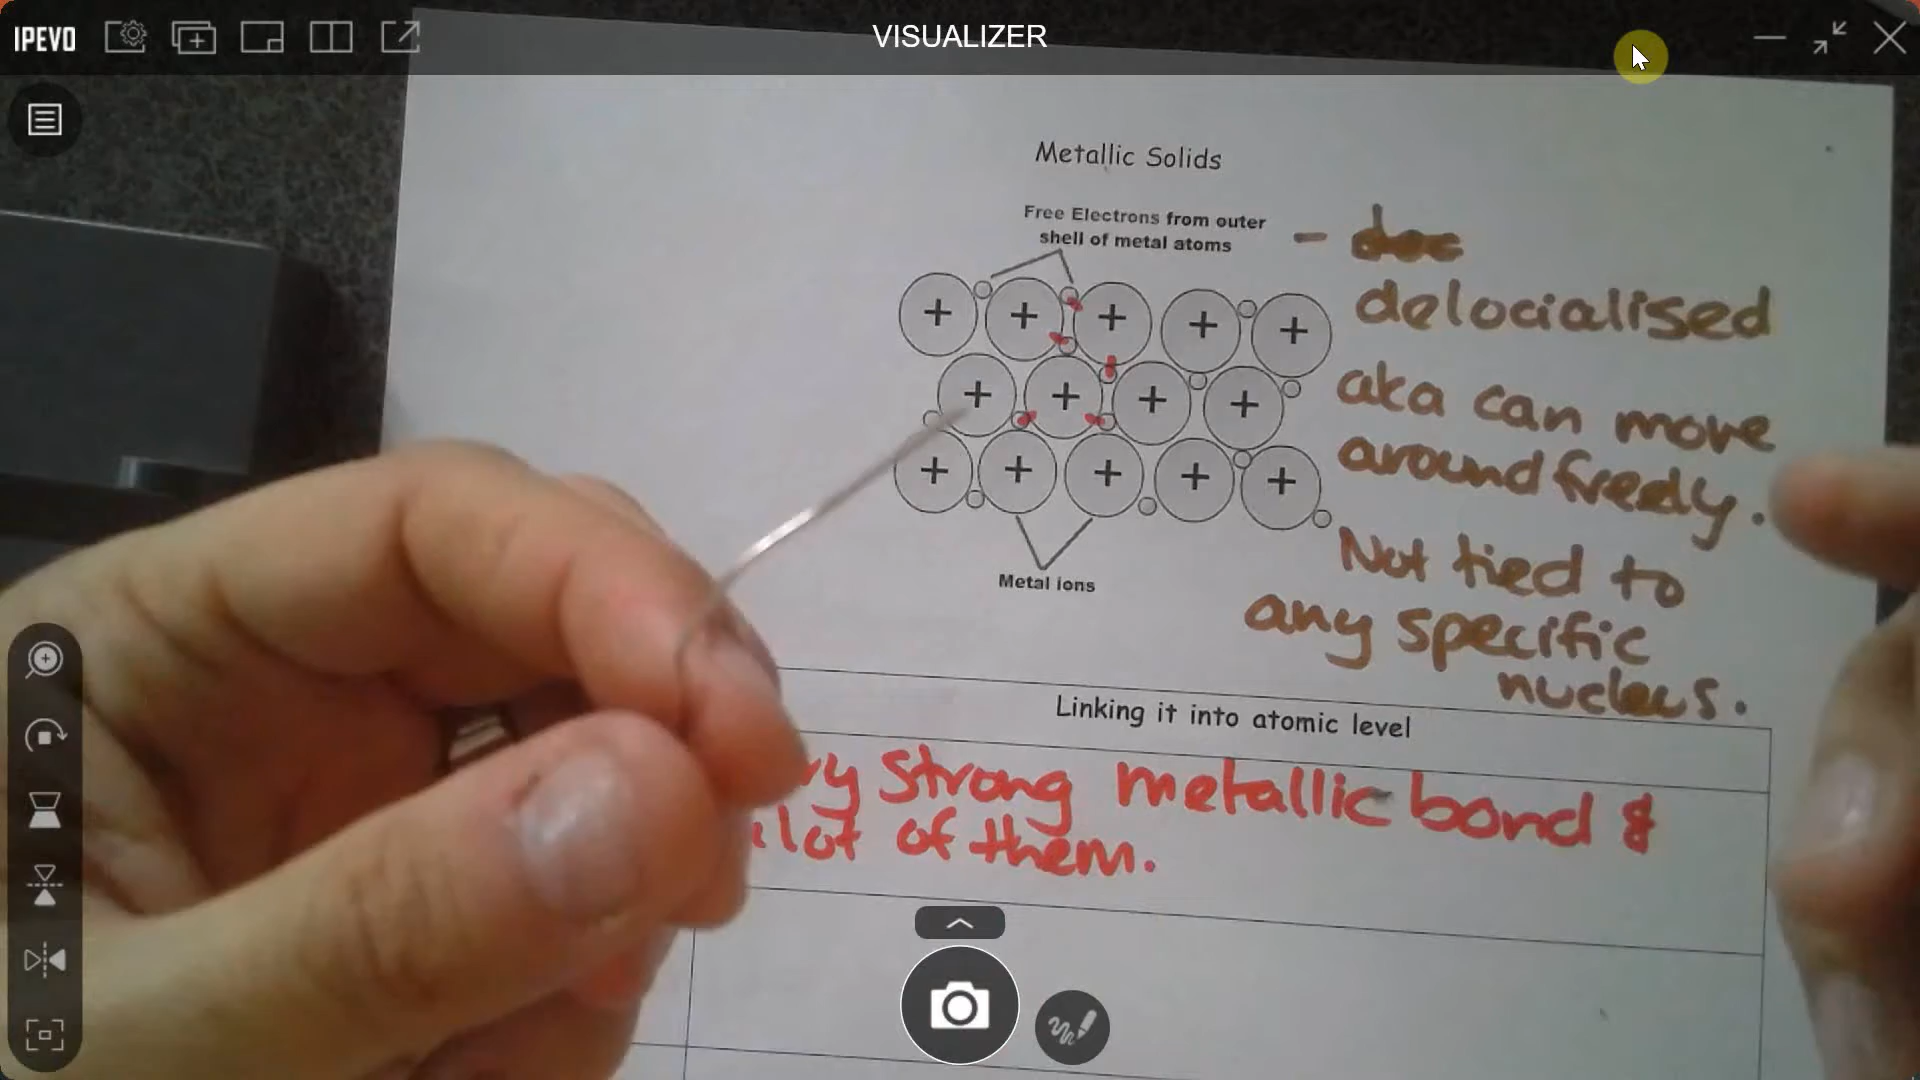 IPEVO
VISUALIZER
Metallic Solids
Free Electrons from outer
shell of metal atoms
-
delocialised
aka can move
around freely.
Not tied to
any specific
nucleus.
+ + + + +
+ + + +
+ + + + +
Metal ions
Linking it into atomic level
strong metallic bond &
lot of them.